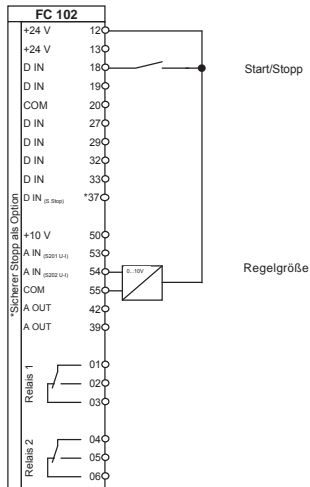 FC 102
+24 V 12
+24 V 13
D IN 18
Start/Stopp
D IN 19
COM 20
D IN 27
D IN 29
D IN 32
D IN 33
D IN (S.Stop) *37
*Sicherer Stopp als Option
+10 V 50
A IN (S201 U-I) 53
A IN (S202 U-I) 54
0...10V
Regelgröße
COM 55
A OUT 42
A OUT 39
Relais 1
01
02
03
Relais 2
04
05
06